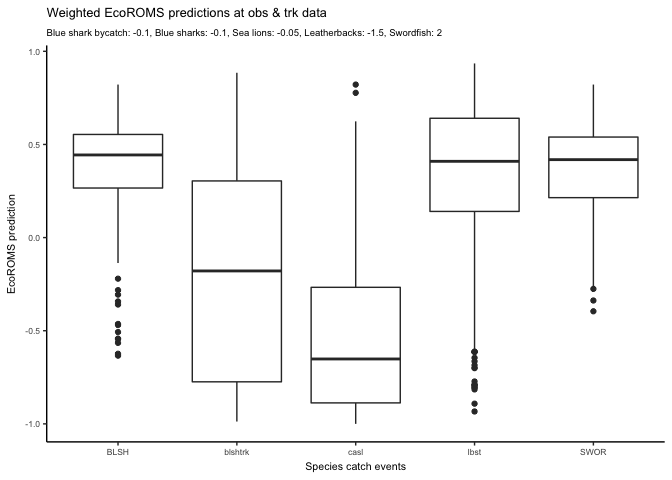 Weighted EcoROMS predictions at obs & trk data
Blue shark bycatch: -0.1, Blue sharks: -0.1, Sea lions: -0.05, Leatherbacks: -1.5, Swordfish: 2
1.0
0.5
0.0
-0.5
-1.0
EcoROMS prediction
BLSH blshtrk casl lbst SWOR
Species catch events